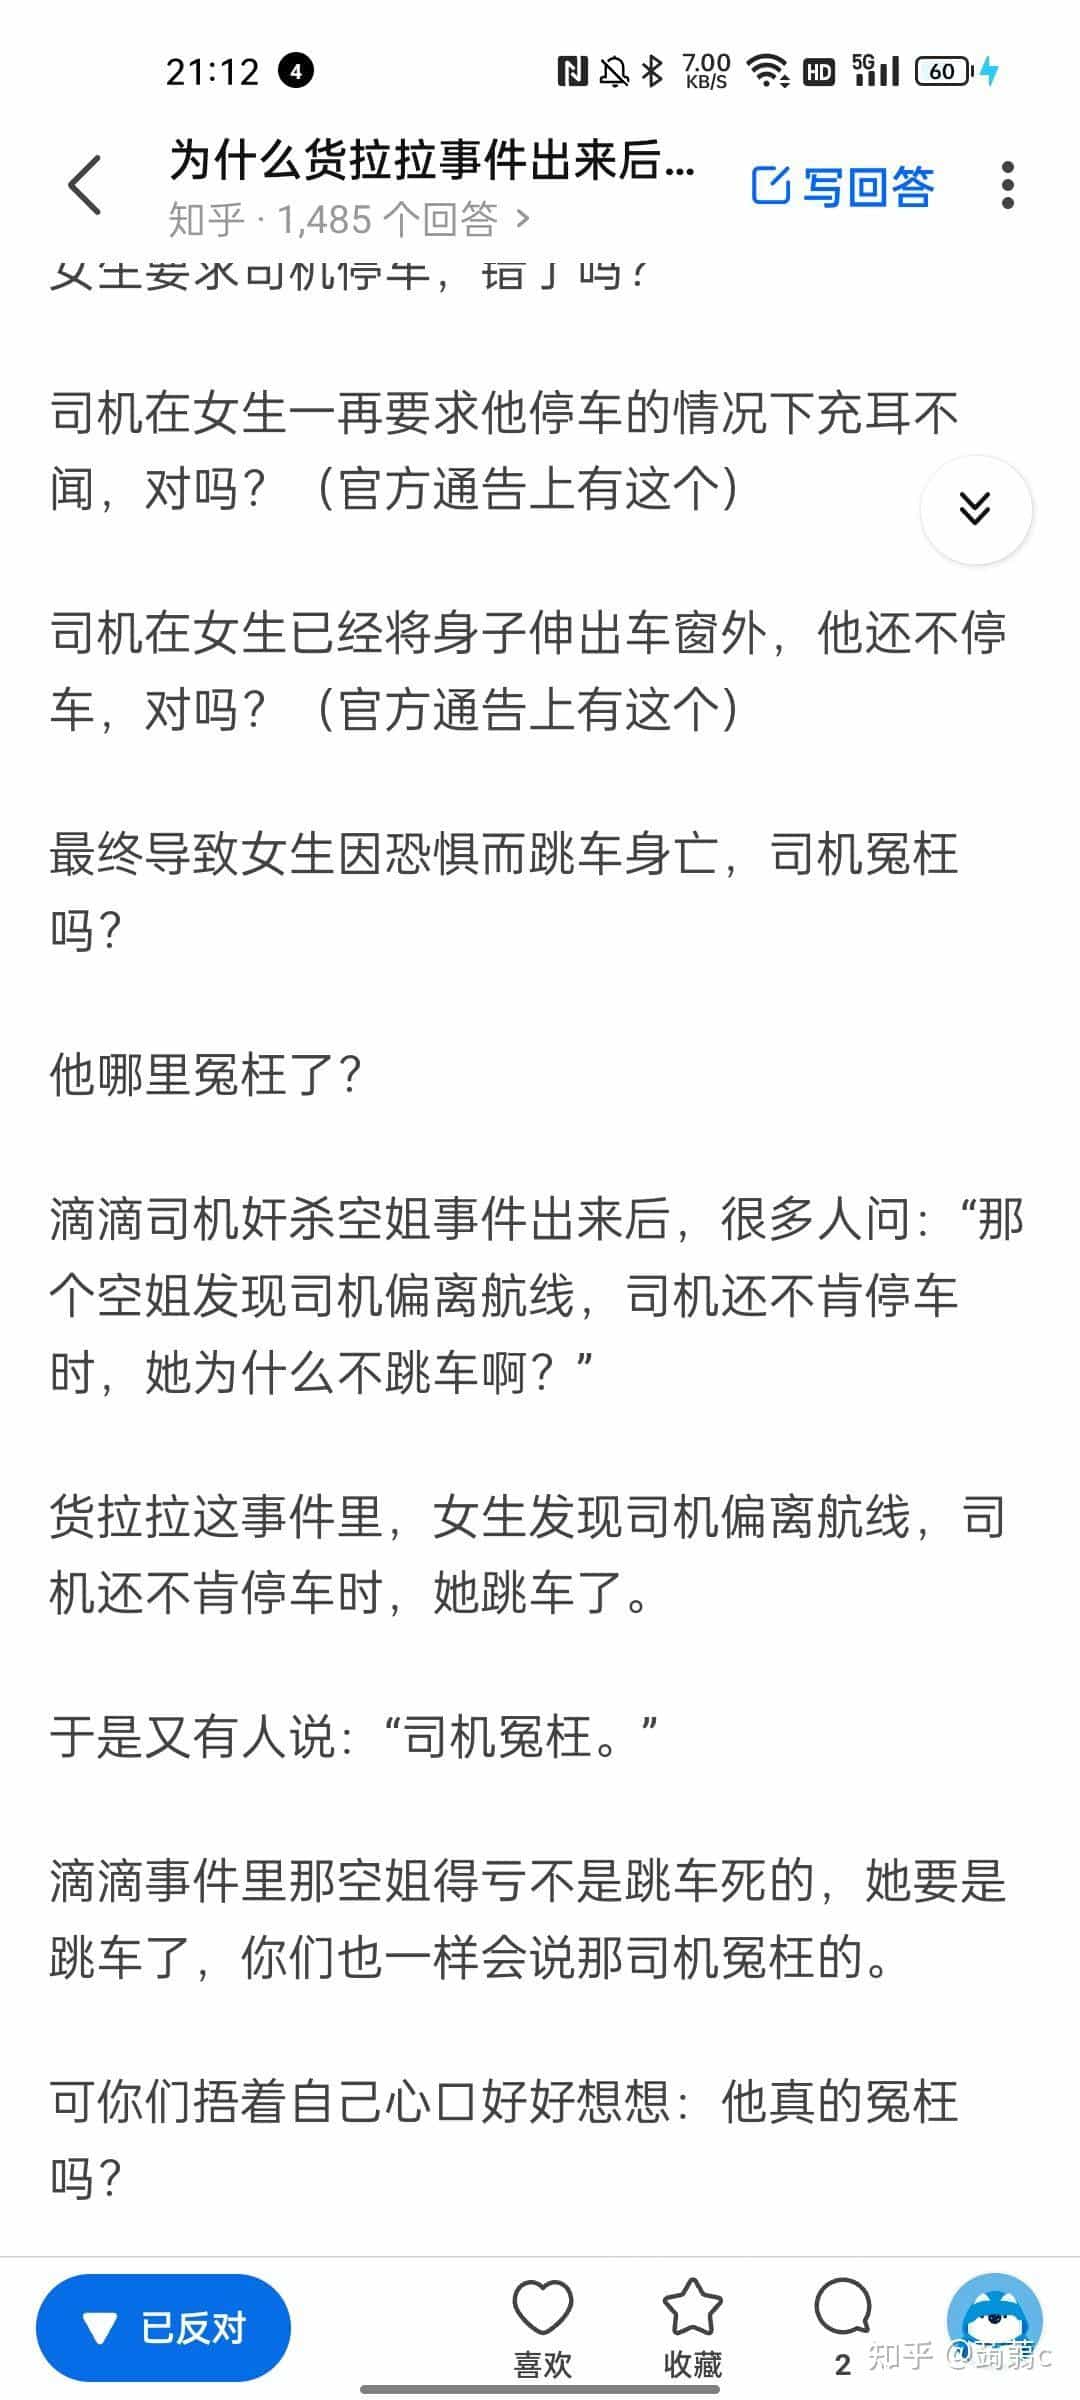 21:12 4 7.00 KB/S HD 5G 60
为什么货拉拉事件出来后...
知乎 · 1,485 个回答 >
写回答
女生要求司机停车，错了吗？
司机在女生一再要求他停车的情况下充耳不
闻，对吗？（官方通告上有这个）
司机在女生已经将身子伸出车窗外，他还不停
车，对吗？（官方通告上有这个）
最终导致女生因恐惧而跳车身亡，司机冤枉
吗？
他哪里冤枉了？
滴滴司机奸杀空姐事件出来后，很多人问：“那
个空姐发现司机偏离航线，司机还不肯停车
时，她为什么不跳车啊？”
货拉拉这事件里，女生发现司机偏离航线，司
机还不肯停车时，她跳车了。
于是又有人说：“司机冤枉。”
滴滴事件里那空姐得亏不是跳车死的，她要是
跳车了，你们也一样会说那司机冤枉的。
可你们捂着自己心口好好想想：他真的冤枉
吗？
已反对
喜欢
收藏
2
知乎 @蒟蒻c